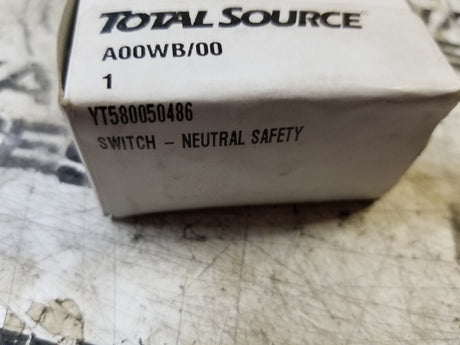 TOTAL SOURCE
A00WB/00
1
YT580050486
SWITCH - NEUTRAL SAFETY